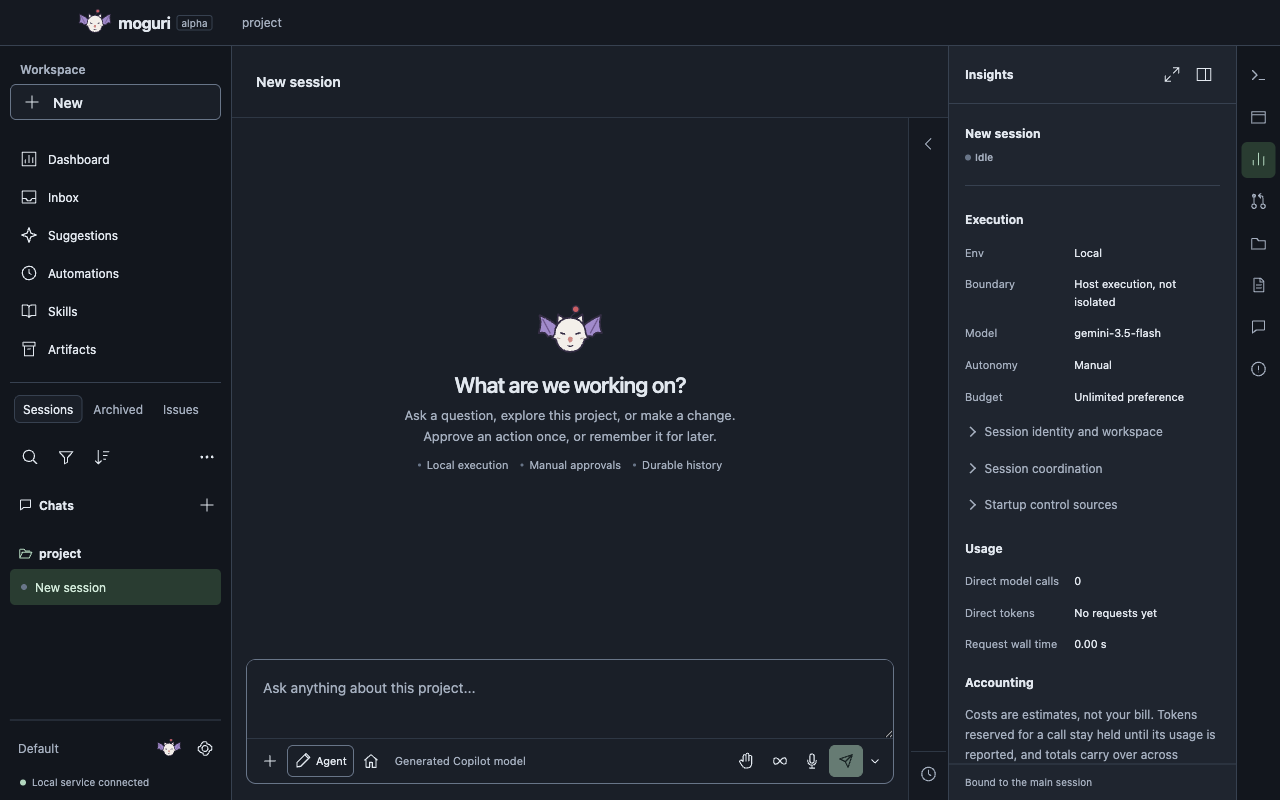 moguri alpha project
Workspace
New
Dashboard
Inbox
Suggestions
Automations
Skills
Artifacts
Sessions Archived Issues
Chats
project
New session
Default
Local service connected
New session
What are we working on?
Ask a question, explore this project, or make a change.
Approve an action once, or remember it for later.
• Local execution • Manual approvals • Durable history
Ask anything about this project...
Agent Generated Copilot model
Insights
New session
Idle
Execution
Env Local
Boundary Host execution, not
isolated
Model gemini-3.5-flash
Autonomy Manual
Budget Unlimited preference
Session identity and workspace
Session coordination
Startup control sources
Usage
Direct model calls 0
Direct tokens No requests yet
Request wall time 0.00 s
Accounting
Costs are estimates, not your bill. Tokens
reserved for a call stay held until its usage is
reported, and totals carry over across
Bound to the main session